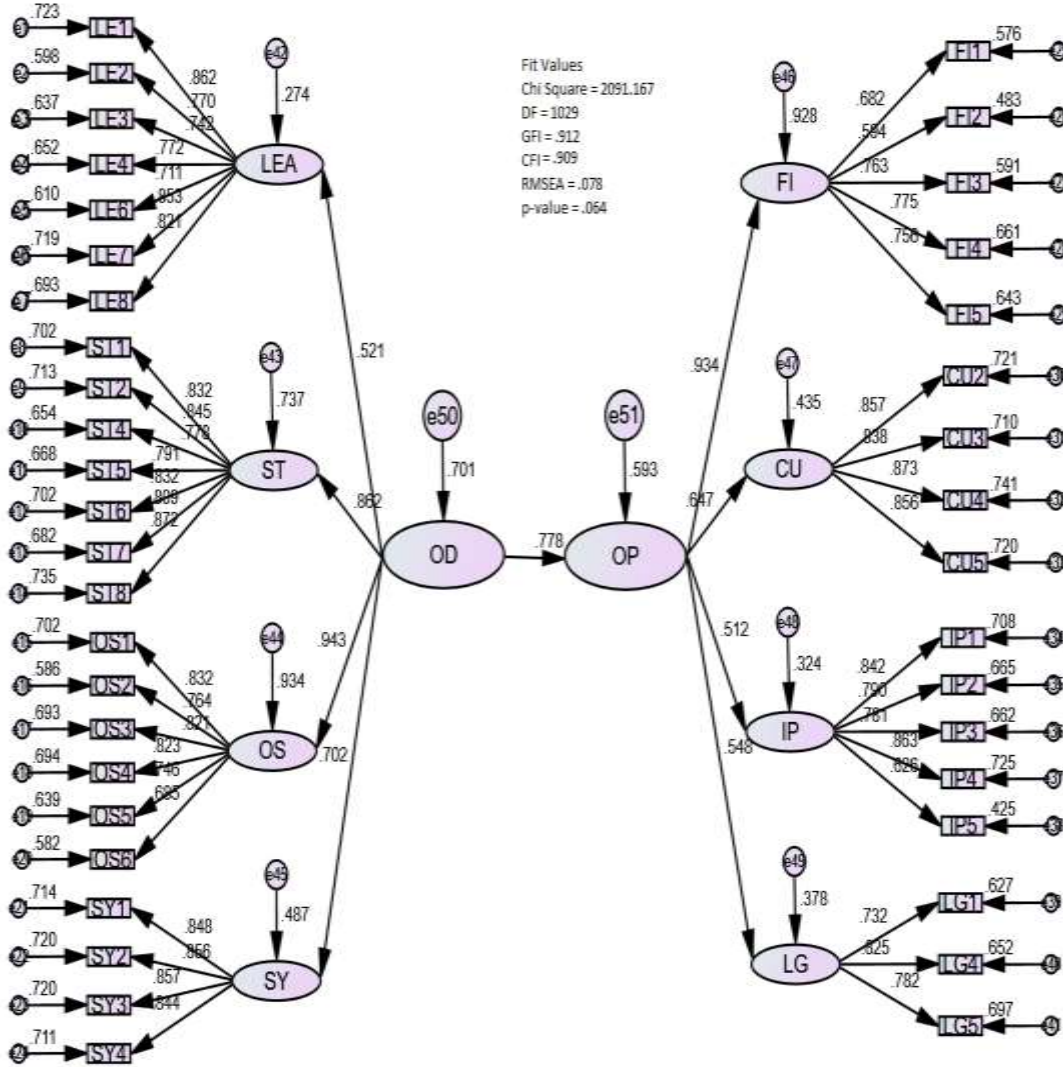 Fit Values
Chi Square = 2091.167
DF = 1029
GFI = .912
CFI = .909
RMSEA = .078
p-value = .064
.723
LE1
.598
LE2
.637
LE3
.652
LE4
.610
LE6
.719
LE7
.693
LE8
.862
.770
.742
.772
.711
.853
.821
e42
.274
LEA
.702
ST1
.713
ST2
.654
ST4
.668
ST5
.702
ST6
.682
ST7
.735
ST8
.832
.845
.778
.791
.832
.872
e43
.737
ST
.702
OS1
.586
OS2
.693
OS3
.694
OS4
.639
OS5
.582
OS6
.832
.764
.821
.823
.746
.685
e44
.934
OS
.714
SY1
.720
SY2
.720
SY3
.711
SY4
.848
.856
.857
.844
e45
.487
SY
.521
.862
.943
.702
e50
.701
OD
.778
e51
.593
OP
.934
.647
.512
.548
e46
.928
FI
.682
.594
.763
.775
.756
.576
FI1
.483
FI2
.591
FI3
.661
FI4
.643
FI5
e47
.435
CU
.857
.838
.873
.856
.721
CU2
.710
CU3
.741
CU4
.720
CU5
e48
.324
IP
.842
.790
.781
.863
.626
.708
IP1
.665
IP2
.662
IP3
.725
IP4
.425
IP5
e49
.378
LG
.732
.825
.782
.627
LG1
.652
LG4
.697
LG5